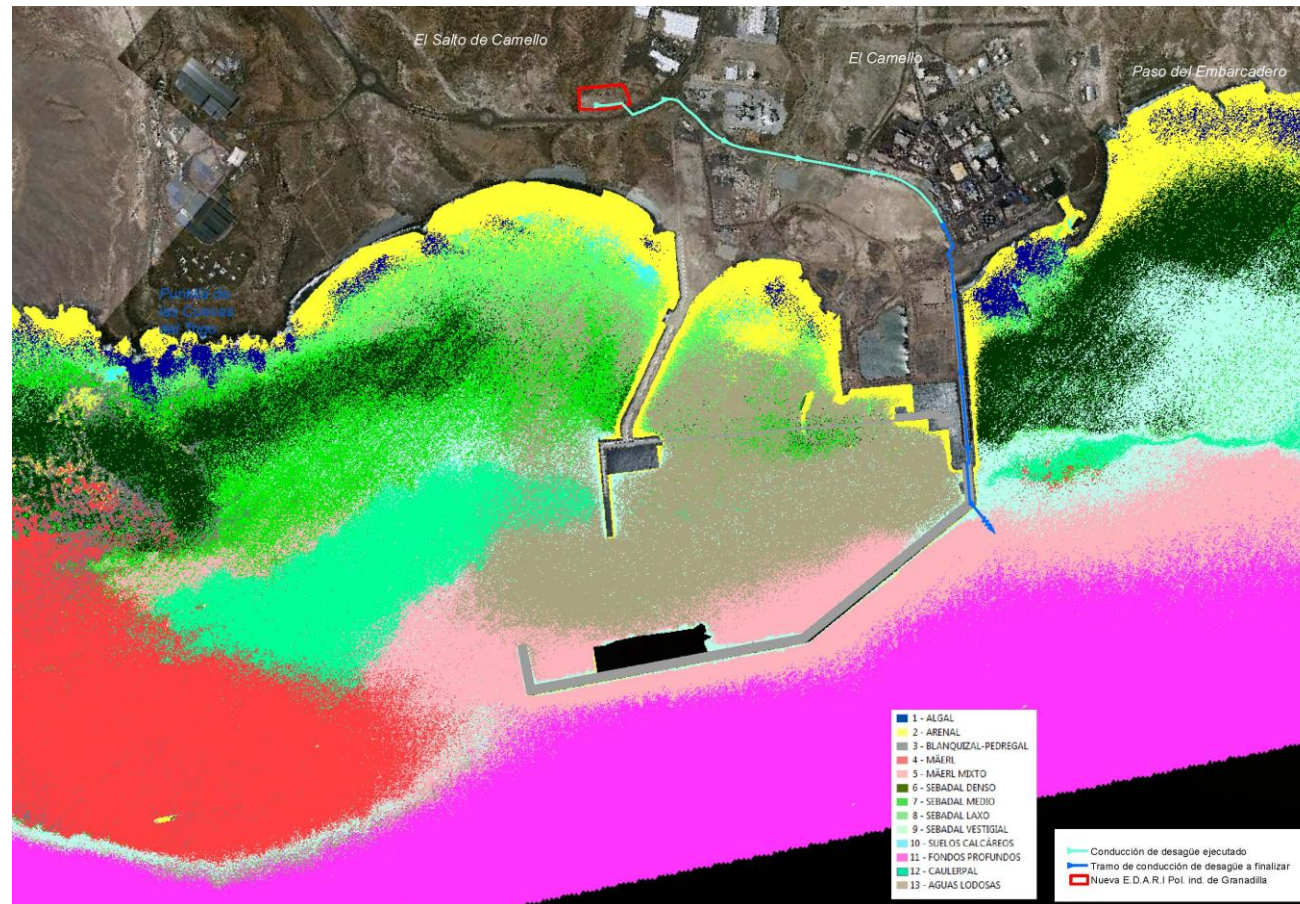 El Salto de Camello
El Camello
Paso del Embarcadero
Punta de
las Cuevas
del Trigo
1 - ALGAL
2 - ARENAL
3 - BLANQUIZAL-PEDREGAL
4 - MÄERL
5 - MÄERL MIXTO
6 - SEBADAL DENSO
7 - SEBADAL MEDIO
8 - SEBADAL LAXO
9 - SEBADAL VESTIGIAL
10 - SUELOS CALCÁREOS
11 - FONDOS PROFUNDOS
12 - CAULERPAL
13 - AGUAS LODOSAS
Conducción de desagüe ejecutado
Tramo de conducción de desagüe a finalizar
Nueva E.D.A.R.I Pol. ind. de Granadilla